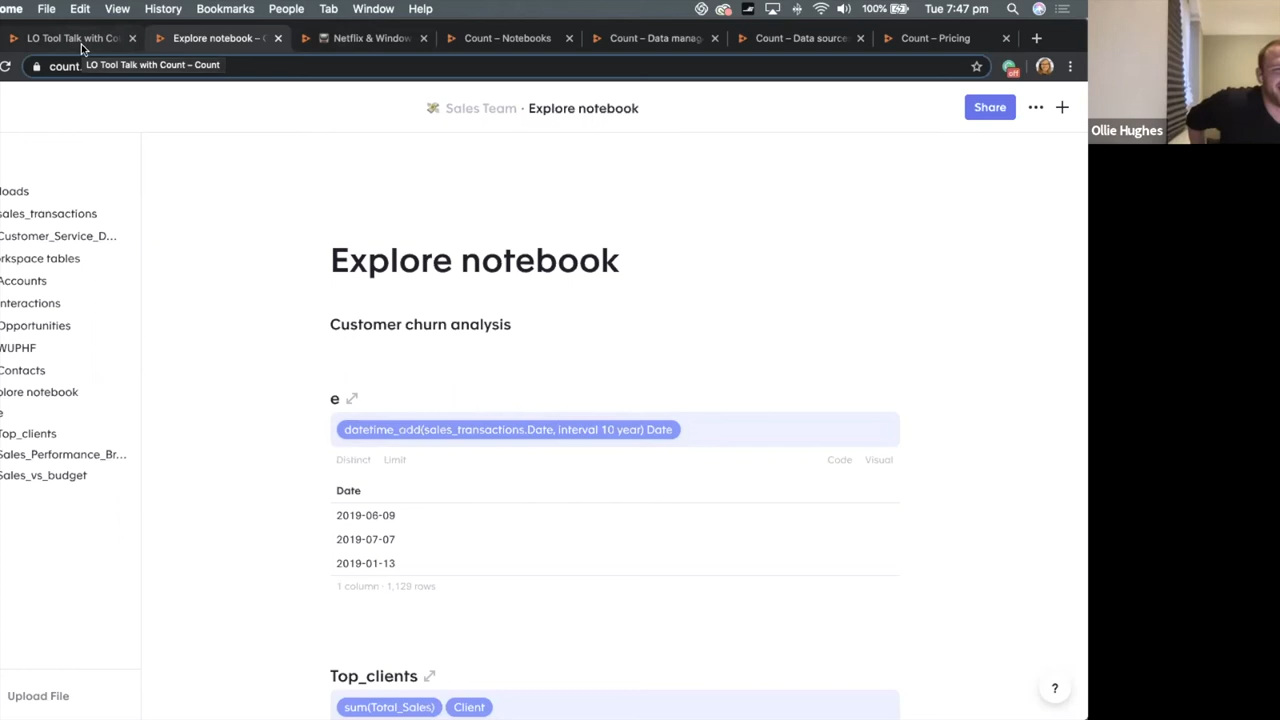 ome File Edit View History Bookmarks People Tab Window Help 100% Tue 7:47 pm
LO Tool Talk with Co Explore notebook – C Netflix & Window Count – Notebooks Count – Data manag Count – Data source Count – Pricing
count. LO Tool Talk with Count – Count off
Sales Team · Explore notebook Share
Ollie Hughes
loads
sales_transactions
Customer_Service_D...
rkspace tables
Accounts
nteractions
Opportunities
WUPHF
Contacts
plore notebook
e
Top_clients
Sales_Performance_Br...
Sales_vs_budget
Upload File
Explore notebook
Customer churn analysis
e
datetime_add(sales_transactions.Date, interval 10 year) Date
Distinct Limit Code Visual
Date
2019-06-09
2019-07-07
2019-01-13
1 column · 1,129 rows
Top_clients
sum(Total_Sales) Client
?